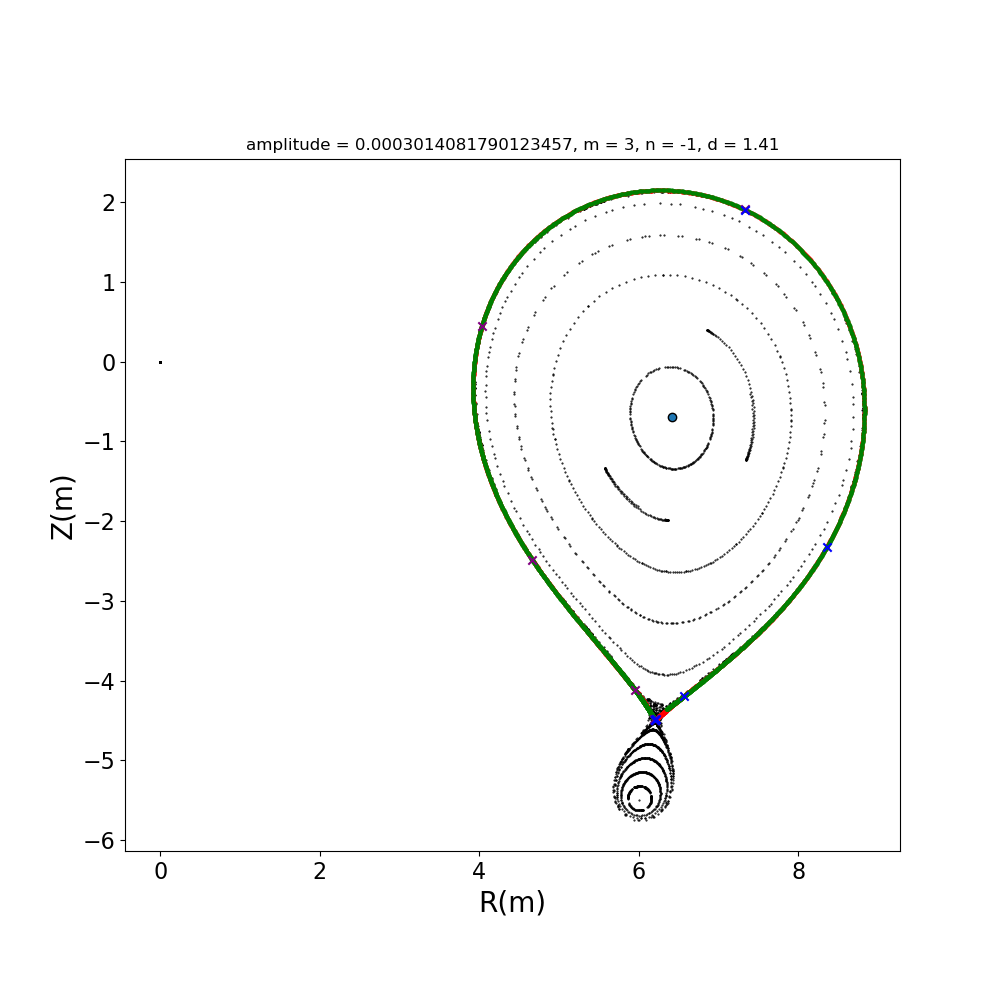 amplitude = 0.0003014081790123457, m = 3, n = -1, d = 1.41
2
1
0
−1
−2
−3
−4
−5
−6
Z(m)
0 2 4 6 8
R(m)